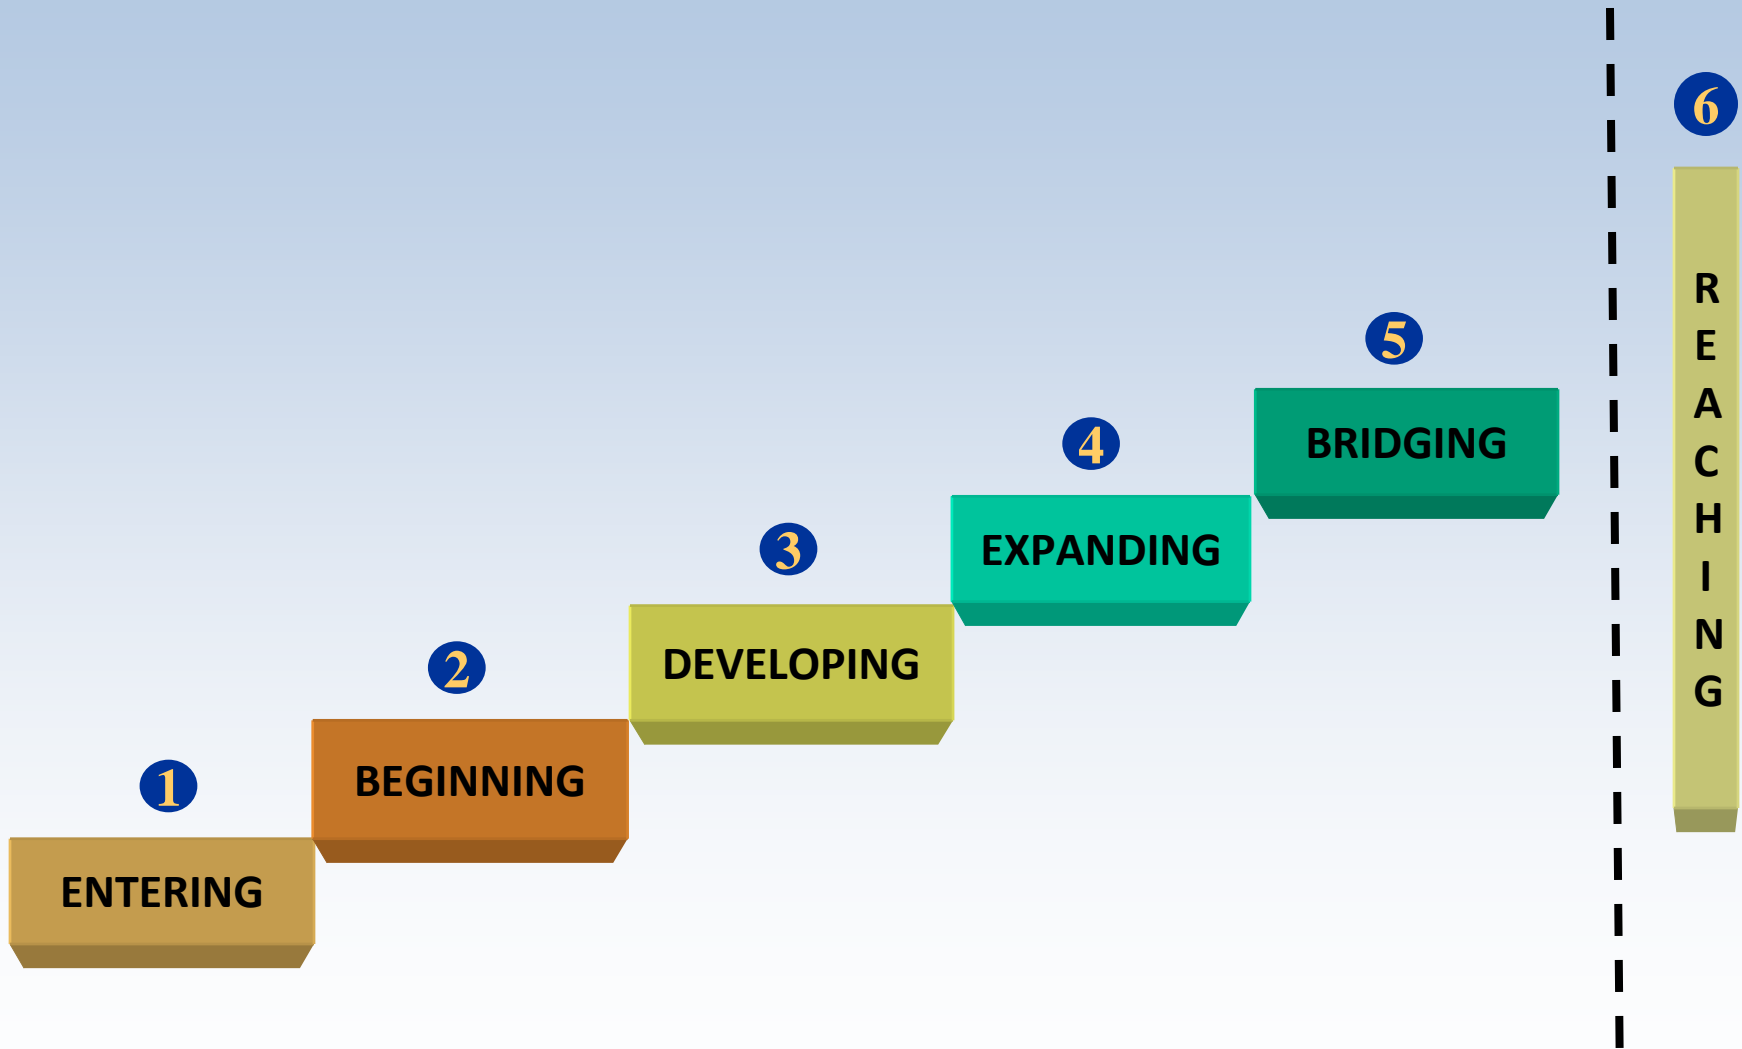 1
ENTERING
2
BEGINNING
3
DEVELOPING
4
EXPANDING
5
BRIDGING
6
REACHING